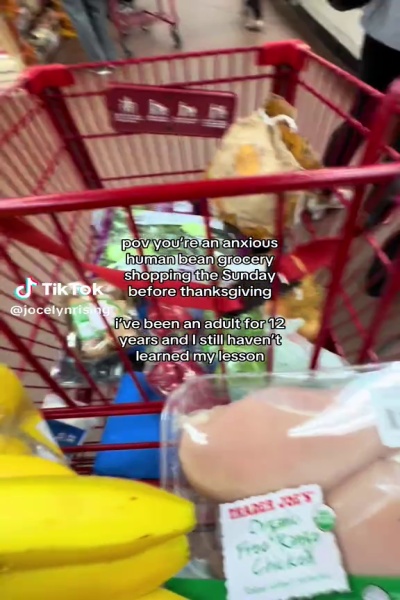 pov you're an anxious
human bean grocery
shopping the Sunday
before thanksgiving
TikTok
@jocelynrising
i've been an adult for 12
years and I still haven't
learned my lesson
TRADER JOE'S
Organic
Free Range
Chicken